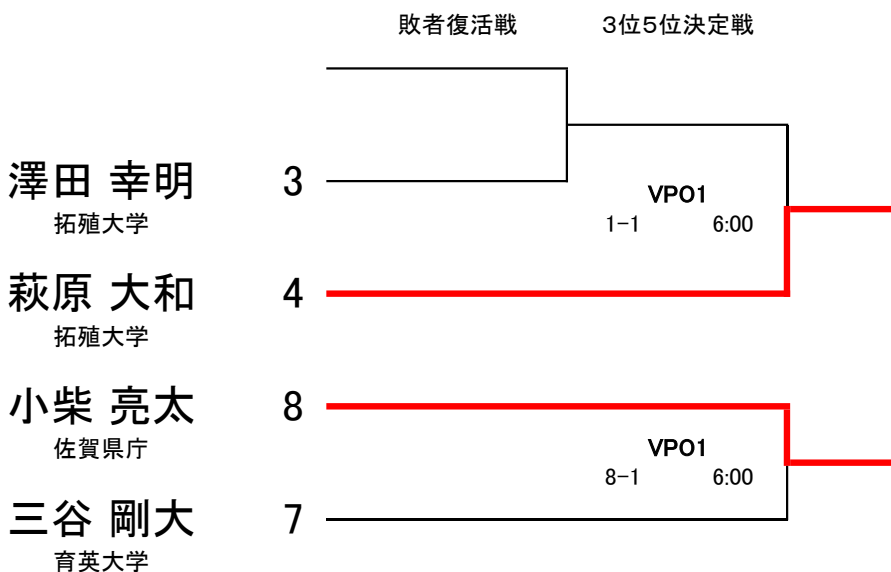 敗者復活戦 3位5位決定戦
澤田 幸明 3
拓殖大学
VPO1
1-1 6:00
萩原 大和 4
拓殖大学
小柴 亮太 8
佐賀県庁
VPO1
8-1 6:00
三谷 剛大 7
育英大学